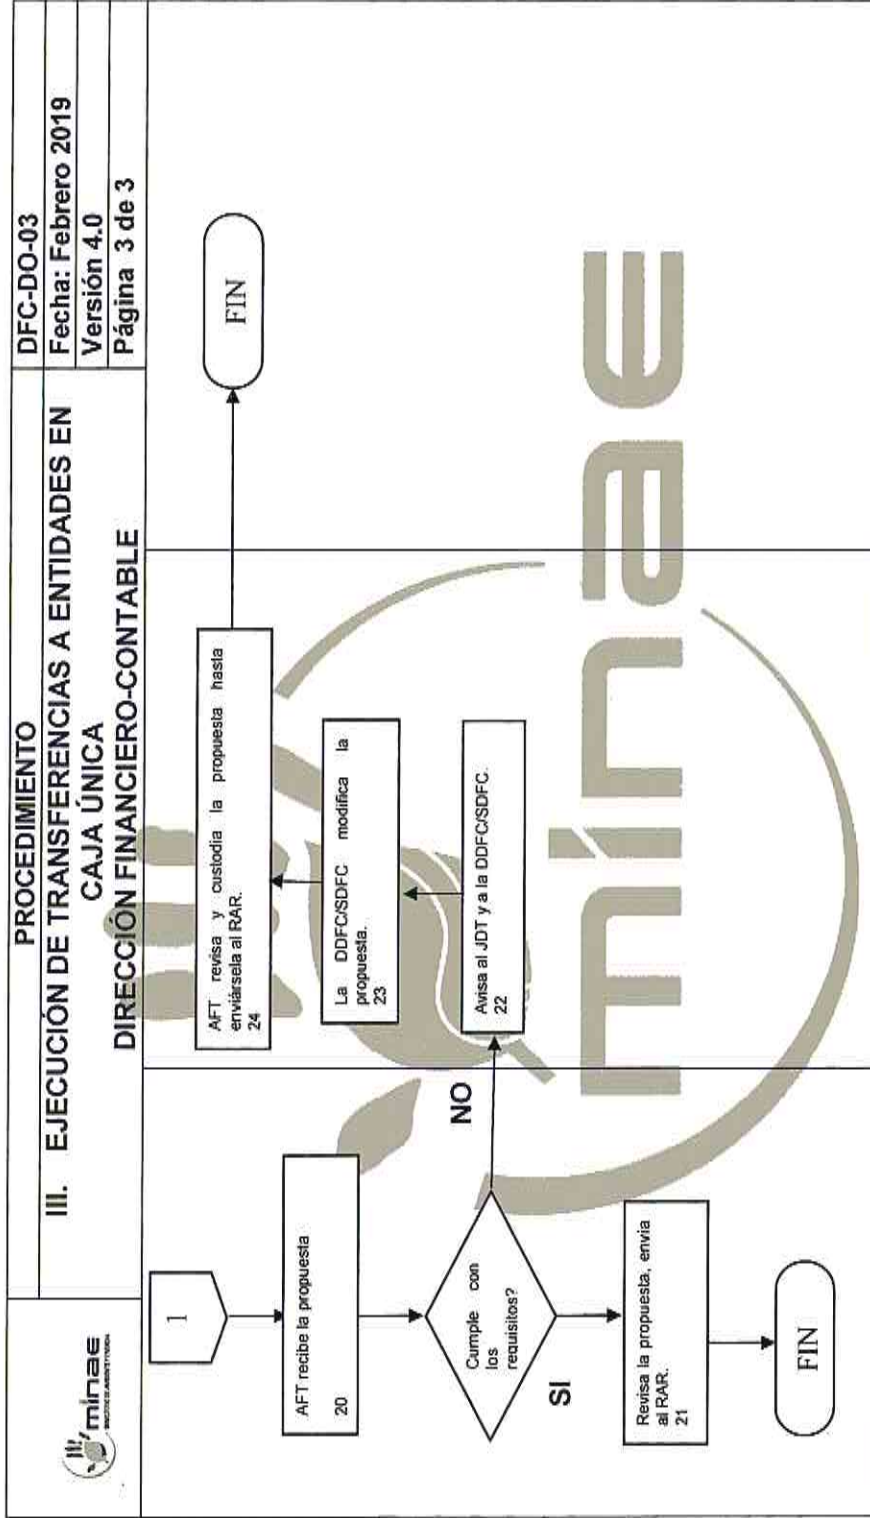 minae
PROCEDIMIENTO
III. EJECUCIÓN DE TRANSFERENCIAS A ENTIDADES EN
CAJA ÚNICA
DIRECCIÓN FINANCIERO-CONTABLE
DFC-DO-03
Fecha: Febrero 2019
Versión 4.0
Página 3 de 3
1
AFT recibe la propuesta
20
Cumple con
los
requisitos?
NO
SI
Revisa la propuesta, envia
al RAR.
21
FIN
Avisa al JDT y a la DDFC/SDFC.
22
La DDFC/SDFC modifica la
propuesta.
23
AFT revisa y custodia la propuesta hasta
enviársela al RAR.
24
FIN
minae